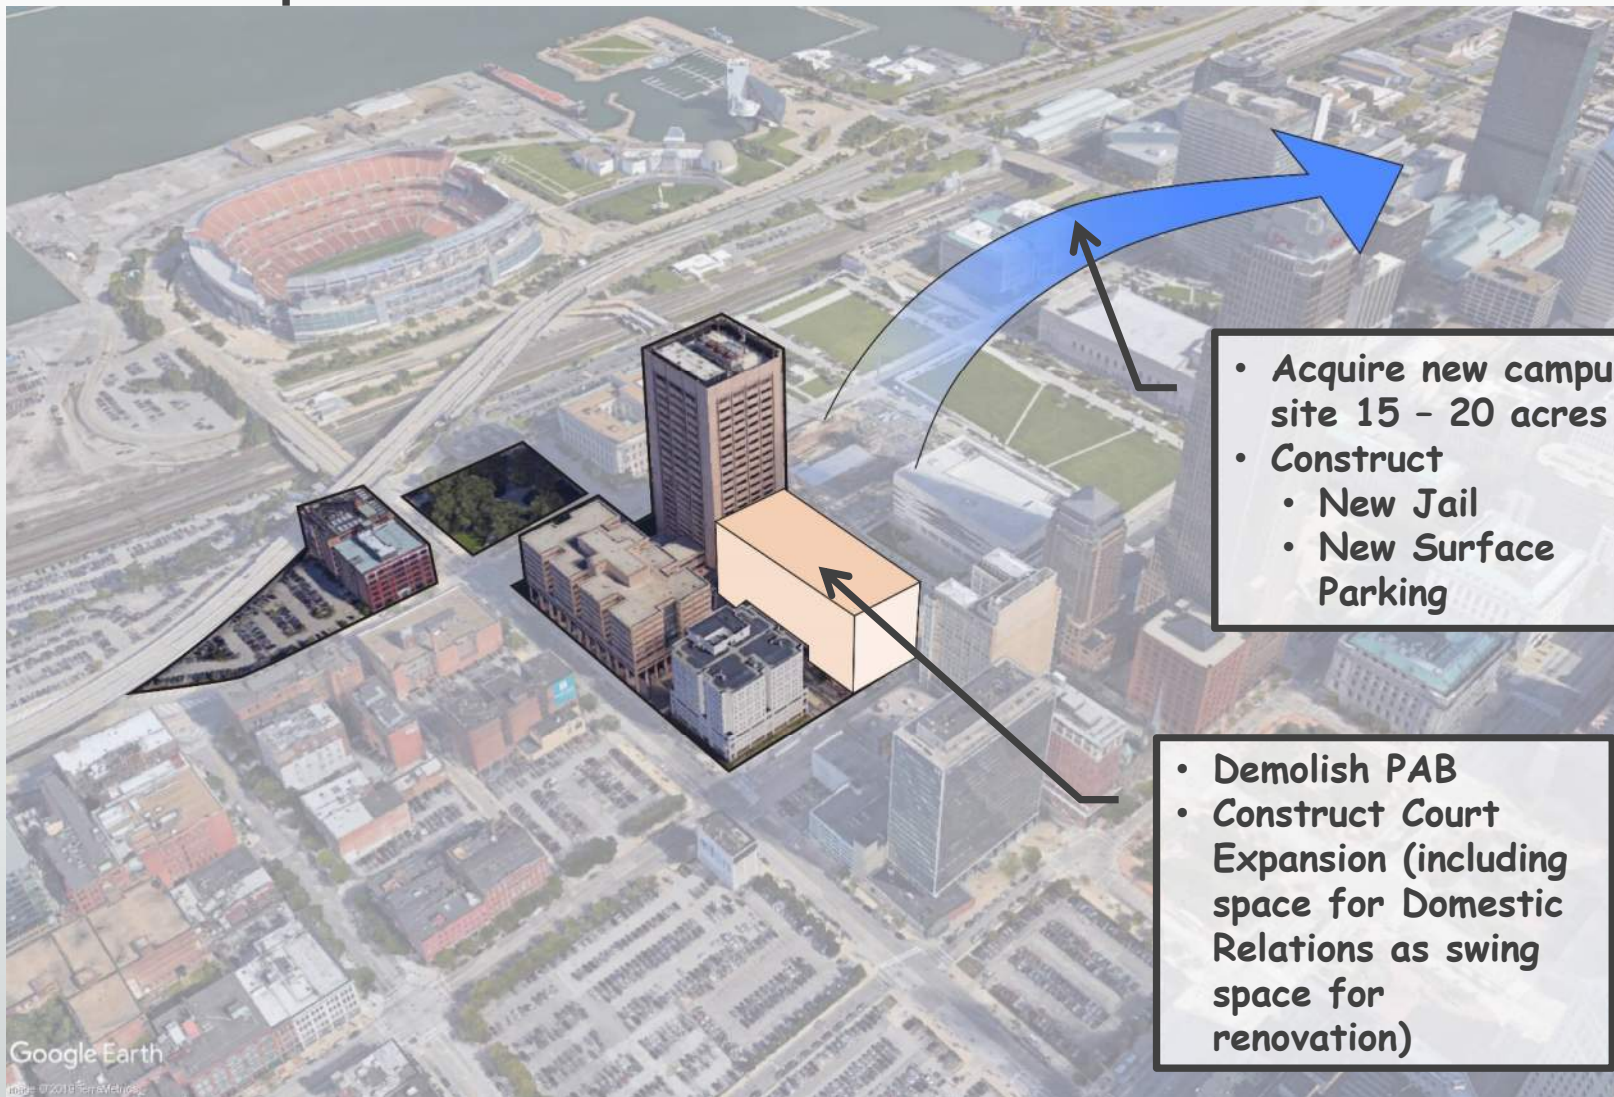 • Acquire new campu
site 15 – 20 acres
• Construct
• New Jail
• New Surface
Parking
• Demolish PAB
• Construct Court
Expansion (including
space for Domestic
Relations as swing
space for
renovation)
Google Earth